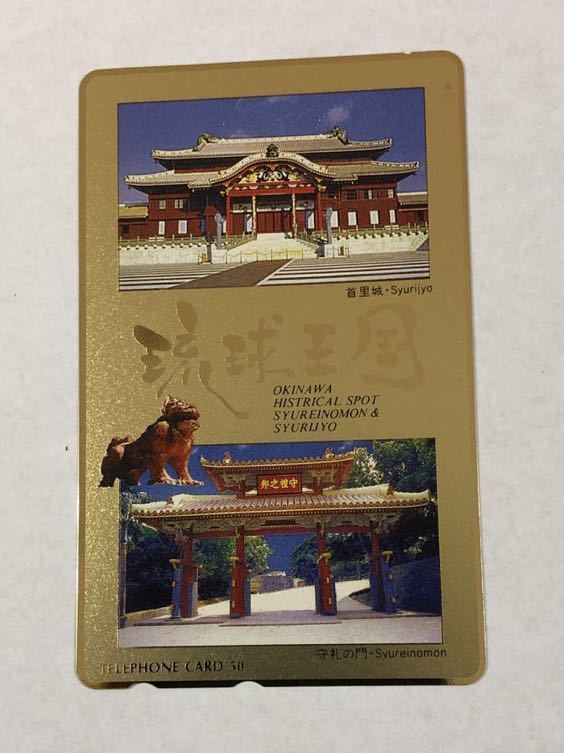 首里城・Syurijyo
琉球王国
OKINAWA
HISTRICAL SPOT
SYUREINOMON &
SYURIJYO
守禮之邦
守礼の門・Syureinomon
TELEPHONE CARD 50